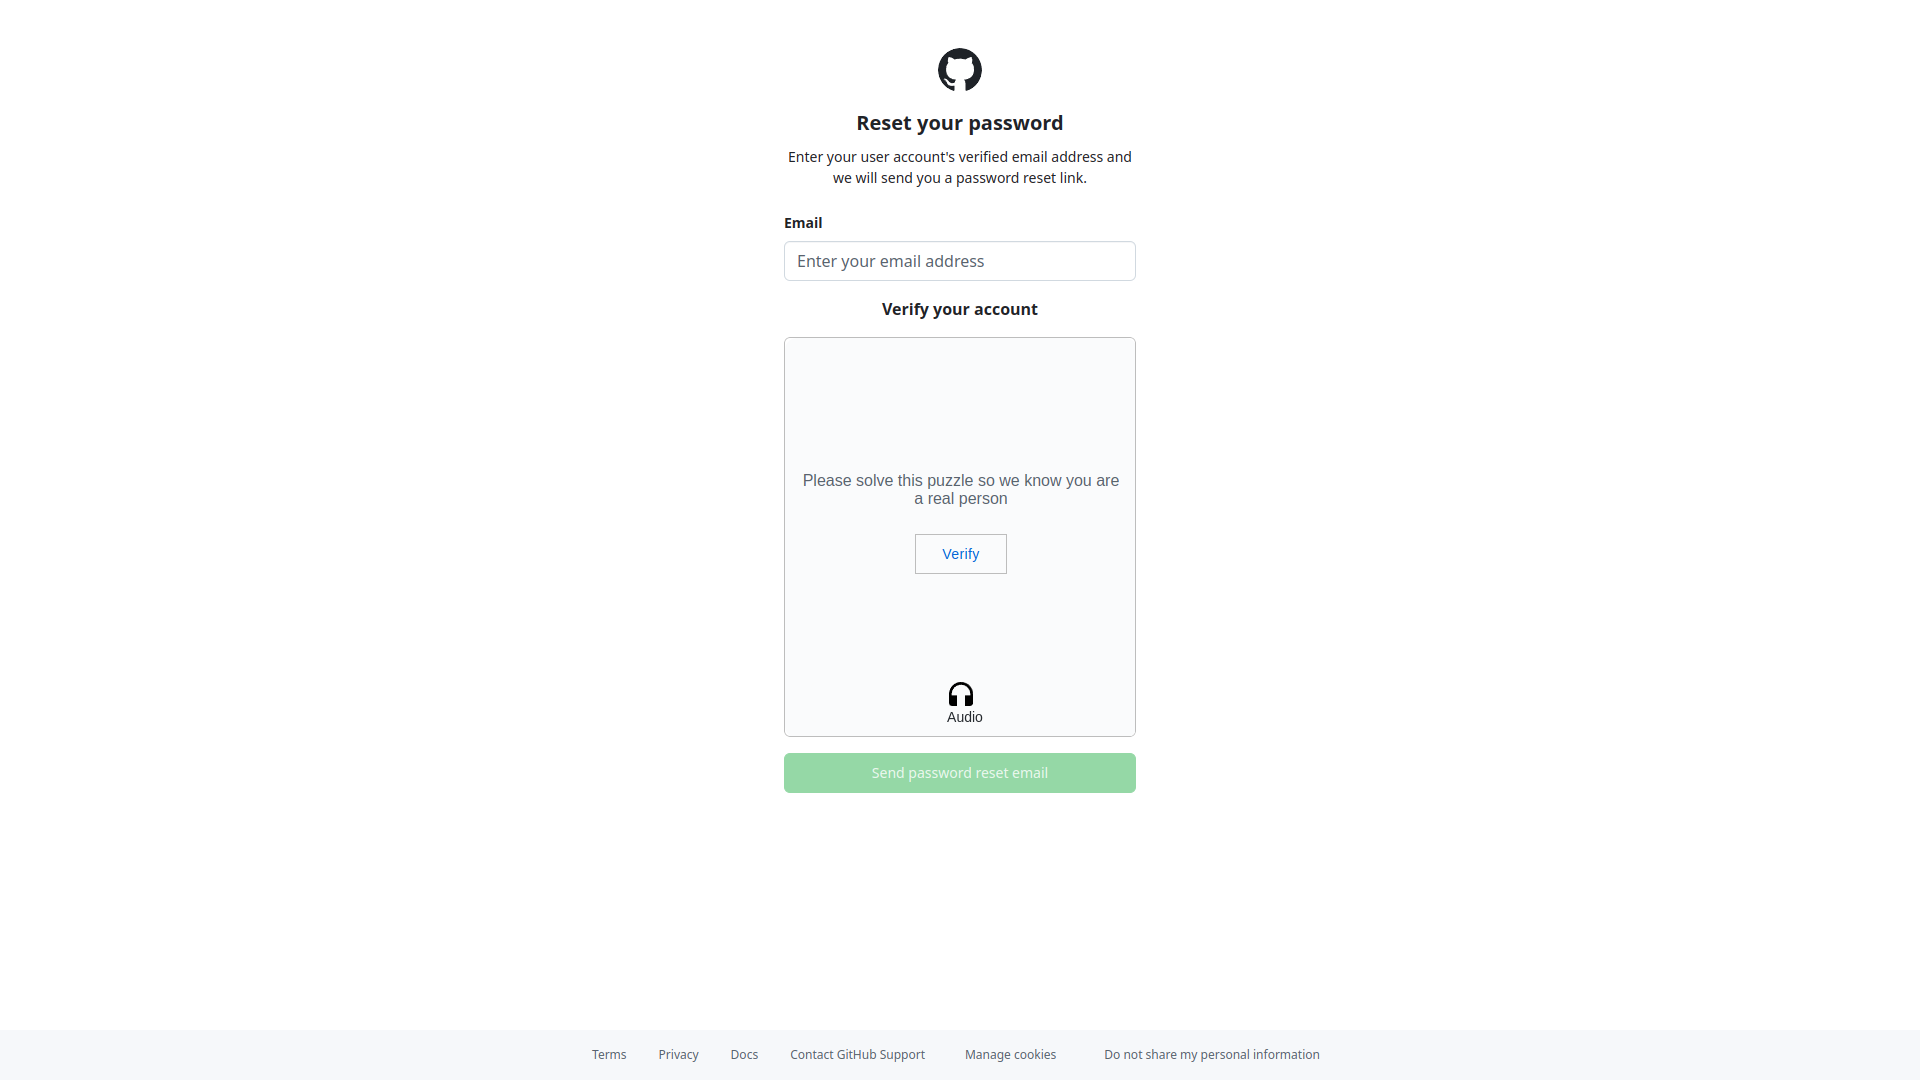 Reset your password
Enter your user account's verified email address and
we will send you a password reset link.
Email
Enter your email address
Verify your account
Please solve this puzzle so we know you are
a real person
Verify
Audio
Send password reset email
Terms
Privacy
Docs
Contact GitHub Support
Manage cookies
Do not share my personal information